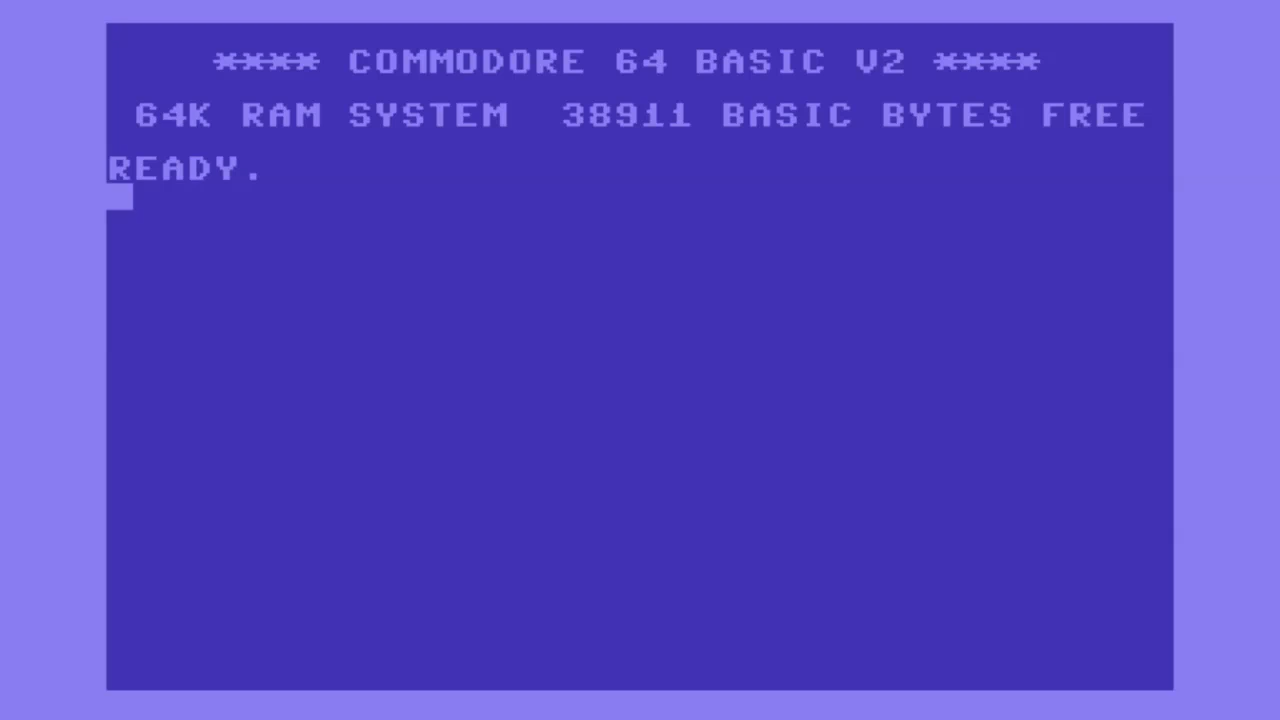 **** COMMODORE 64 BASIC V2 ****
64K RAM SYSTEM  38911 BASIC BYTES FREE
READY.